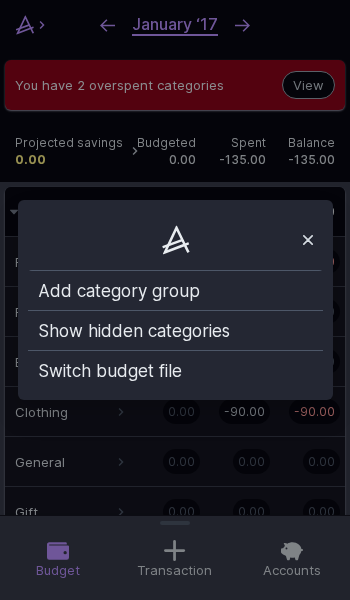 January ’17
You have 2 overspent categories View
Projected savings Budgeted Spent Balance
0.00 0.00 -135.00 -135.00
Add category group
Show hidden categories
Switch budget file
Clothing 0.00 -90.00 -90.00
General 0.00 0.00 0.00
Gift 0.00 0.00 0.00
Budget Transaction Accounts